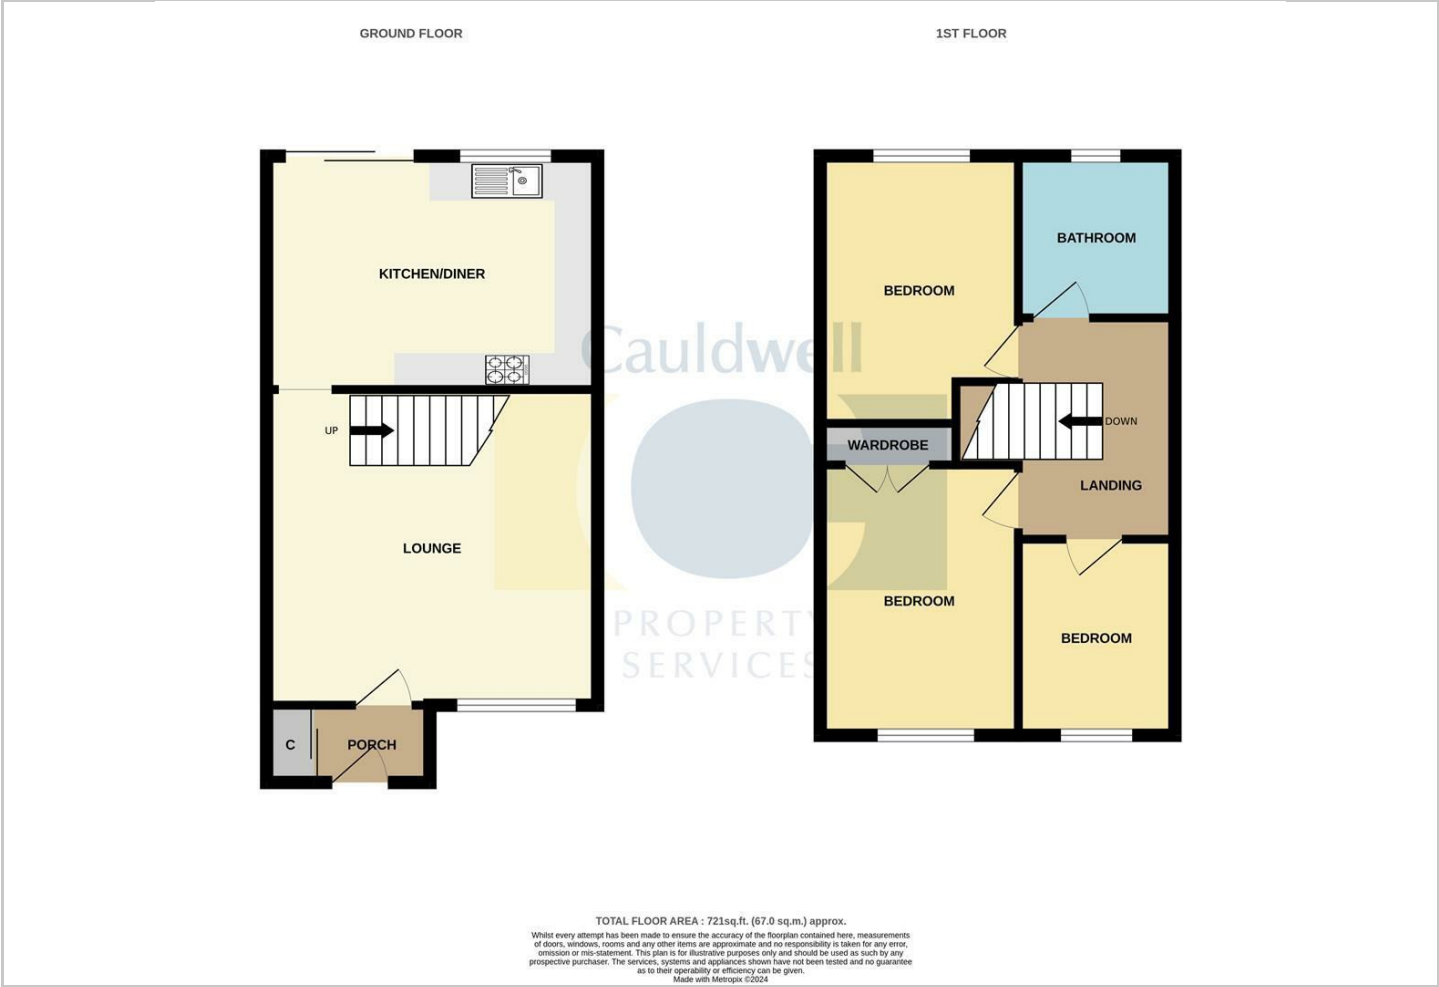 GROUND FLOOR
1ST FLOOR
KITCHEN/DINER
UP
LOUNGE
C
PORCH
BEDROOM
BATHROOM
WARDROBE
DOWN
LANDING
BEDROOM
BEDROOM
Cauldwell
PROPERTY
SERVICES
TOTAL FLOOR AREA : 721sq.ft. (67.0 sq.m.) approx.
Whilst every attempt has been made to ensure the accuracy of the floorplan contained here, measurements
of doors, windows, rooms and any other items are approximate and no responsibility is taken for any error,
omission or mis-statement. This plan is for illustrative purposes only and should be used as such by any
prospective purchaser. The services, systems and appliances shown have not been tested and no guarantee
as to their operability or efficiency can be given.
Made with Metropix ©2024